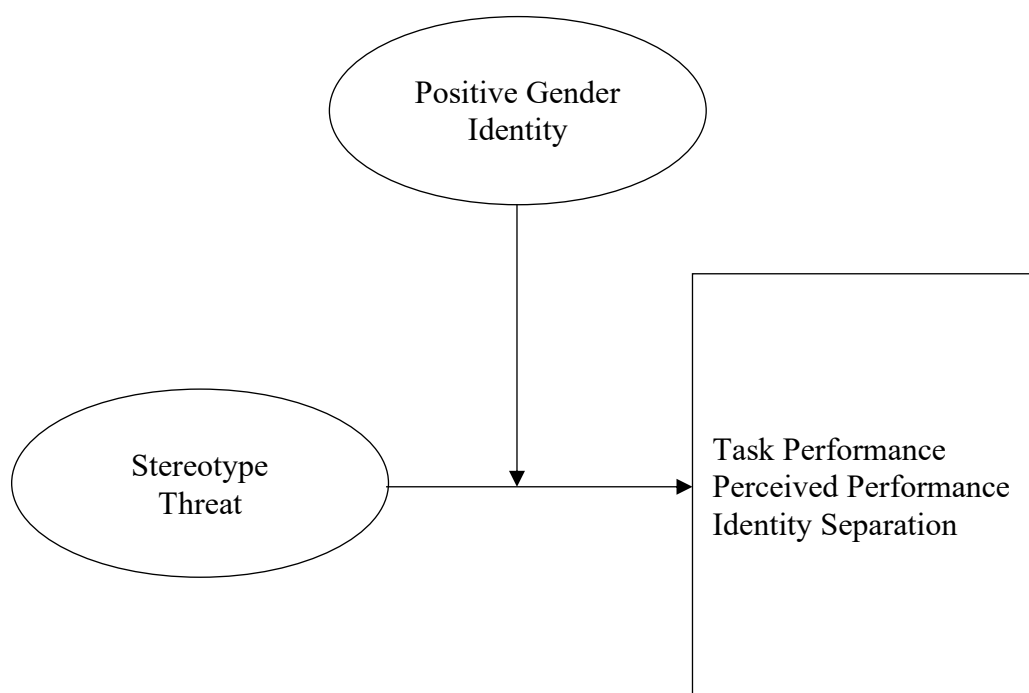 Positive Gender
Identity
Stereotype
Threat
Task Performance
Perceived Performance
Identity Separation